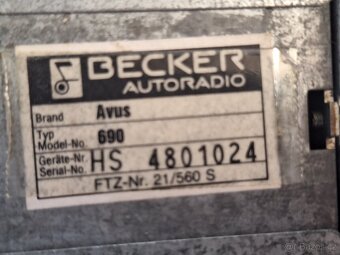 BECKER
AUTORADIO
Brand Avus
Typ
Model-No. 690
Geräte-Nr.
Serial-No. HS 4801024
FTZ-Nr. 21/560 S